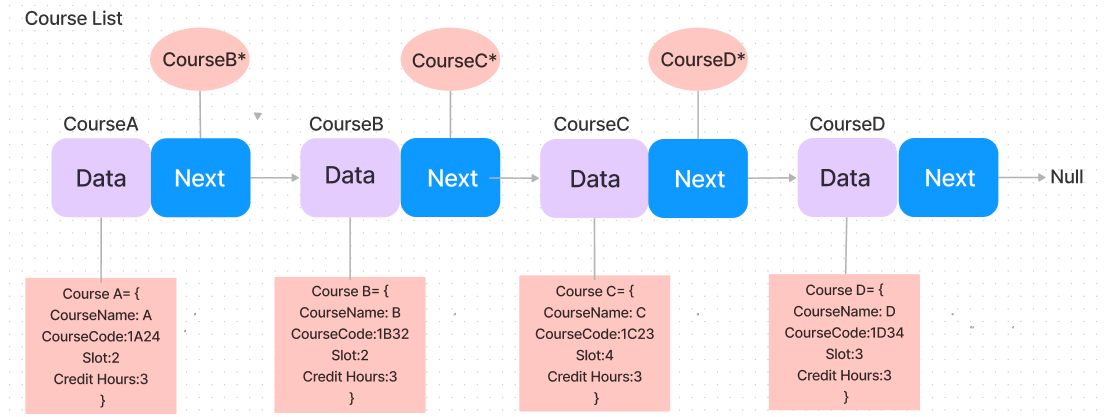 Course List
CourseB*
CourseC*
CourseD*
CourseA
CourseB
CourseC
CourseD
Data
Next
Data
Next
Data
Next
Data
Next
Null
Course A= {
CourseName: A
CourseCode:1A24
Slot:2
Credit Hours:3
}
Course B= {
CourseName: B
CourseCode:1B32
Slot:2
Credit Hours:3
}
Course C= {
CourseName: C
CourseCode:1C23
Slot:4
Credit Hours:3
}
Course D= {
CourseName: D
CourseCode:1D34
Slot:3
Credit Hours:3
}